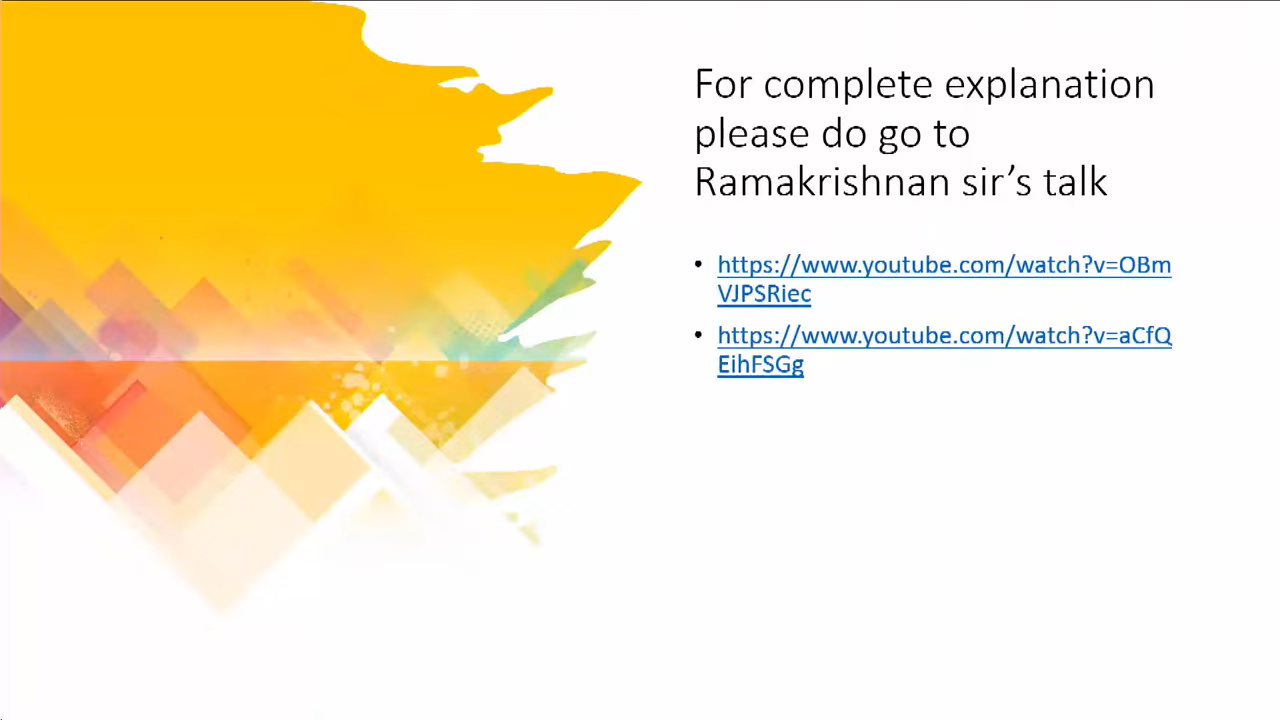 For complete explanation
please do go to
Ramakrishnan sir’s talk
• https://www.youtube.com/watch?v=OBm
VJPSRiec
• https://www.youtube.com/watch?v=aCfQ
EihFSGg